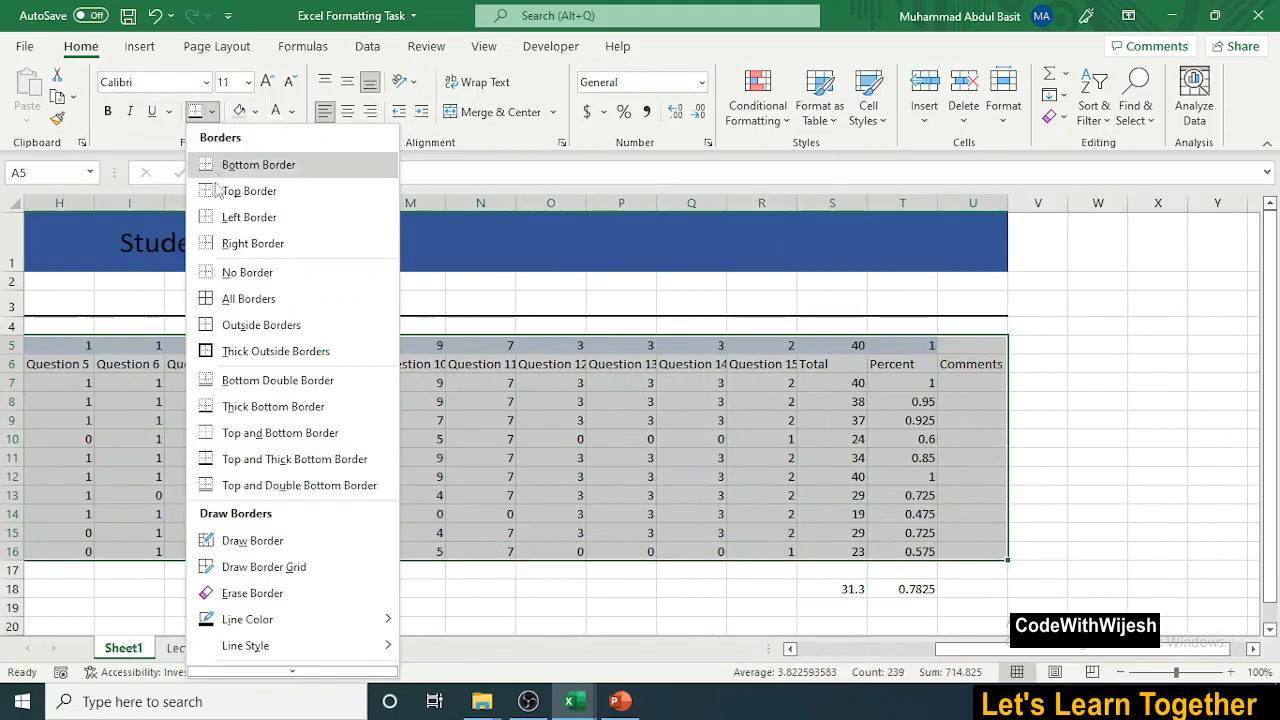 AutoSave Off Excel Formatting Task Search (Alt+Q) Muhammad Abdul Basit MA
File Home Insert Page Layout Formulas Data Review View Developer Help Comments Share
Paste Calibri 11 Wrap Text General Conditional Formatting Format as Table Cell Styles Insert Delete Format Sort & Filter Find & Select Analyze Data
B I U A Merge & Center $ % ,
Clipboard Alignment Number Styles Cells Editing Analysis
A5
Borders
Bottom Border
Top Border
Left Border
Right Border
No Border
All Borders
Outside Borders
Thick Outside Borders
Bottom Double Border
Thick Bottom Border
Top and Bottom Border
Top and Thick Bottom Border
Top and Double Bottom Border
Draw Borders
Draw Border
Draw Border Grid
Erase Border
Line Color
Line Style
H I M N O P Q R S T U V W X Y
1 Stude
2
3
4
5 1 1 9 7 3 3 3 2 40 1
6 Question 5 Question 6 Qu estion 10 Question 11 Question 12 Question 13 Question 14 Question 15 Total Percent Comments
7 1 1 9 7 3 3 3 2 40 1
8 1 1 9 7 3 3 3 2 38 0.95
9 1 1 7 7 3 3 3 2 37 0.925
10 0 1 5 7 0 0 0 1 24 0.6
11 1 1 9 7 3 3 3 2 34 0.85
12 1 1 9 7 3 3 3 2 40 1
13 1 0 4 7 3 3 3 2 29 0.725
14 1 1 0 0 3 3 3 2 19 0.475
15 0 1 4 7 3 3 3 2 29 0.725
16 0 1 5 7 0 0 0 1 23 0.575
17
18 31.3 0.7825
19
20
CodeWithWijesh
Windows.
Sheet1 Lec
Ready Accessibility: Inves Average: 3.822593583 Count: 239 Sum: 714.825 100%
Type here to search
Let's Learn Together